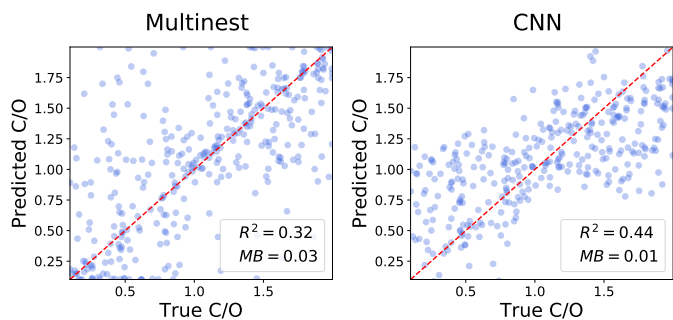 Multinest
Predicted C/O
1.75
1.50
1.25
1.00
0.75
0.50
0.25
R² = 0.32
MB = 0.03
0.5 1.0 1.5
True C/O
CNN
Predicted C/O
1.75
1.50
1.25
1.00
0.75
0.50
0.25
R² = 0.44
MB = 0.01
0.5 1.0 1.5
True C/O